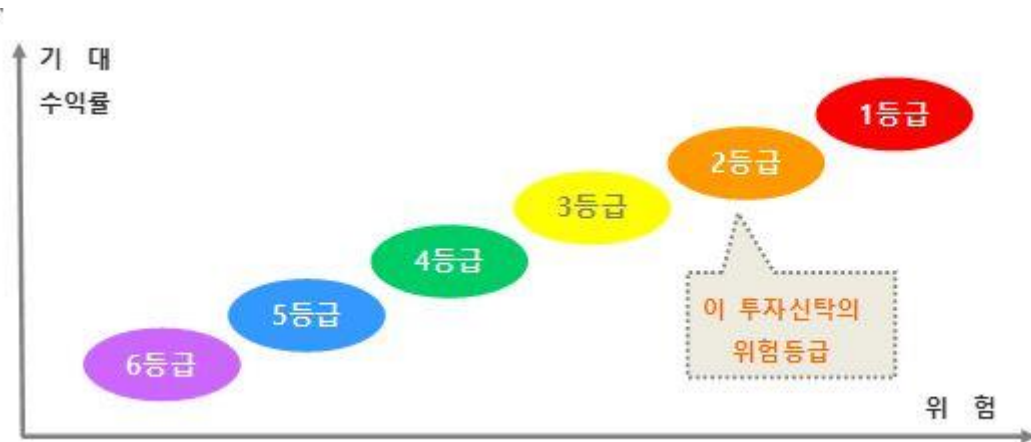 기 대
수익률
1등급
2등급
3등급
4등급
5등급
6등급
이 투자신탁의
위험등급
위 험